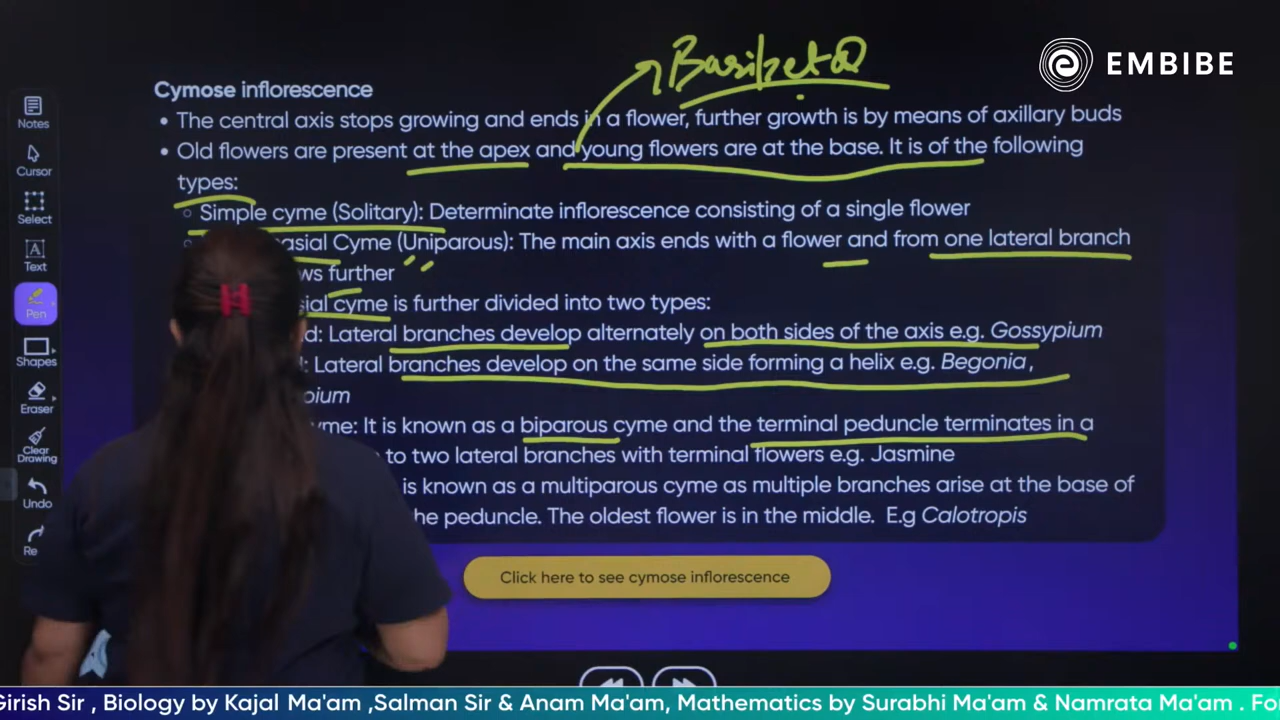 BasipetQ
EMBIBE
Cymose inflorescence
• The central axis stops growing and ends in a flower, further growth is by means of axillary buds
• Old flowers are present at the apex and young flowers are at the base. It is of the following
types:
Simple cyme (Solitary): Determinate inflorescence consisting of a single flower
asial Cyme (Uniparous): The main axis ends with a flower and from one lateral branch
ws further
sial cyme is further divided into two types:
d: Lateral branches develop alternately on both sides of the axis e.g. Gossypium
: Lateral branches develop on the same side forming a helix e.g. Begonia,
oium
yme: It is known as a biparous cyme and the terminal peduncle terminates in a
to two lateral branches with terminal flowers e.g. Jasmine
is known as a multiparous cyme as multiple branches arise at the base of
he peduncle. The oldest flower is in the middle. E.g Calotropis
Click here to see cymose inflorescence
Notes
Cursor
Select
Text
Pen
Shapes
Eraser
Clear
Drawing
Undo
Re
Girish Sir , Biology by Kajal Ma'am ,Salman Sir & Anam Ma'am, Mathematics by Surabhi Ma'am & Namrata Ma'am . Fo